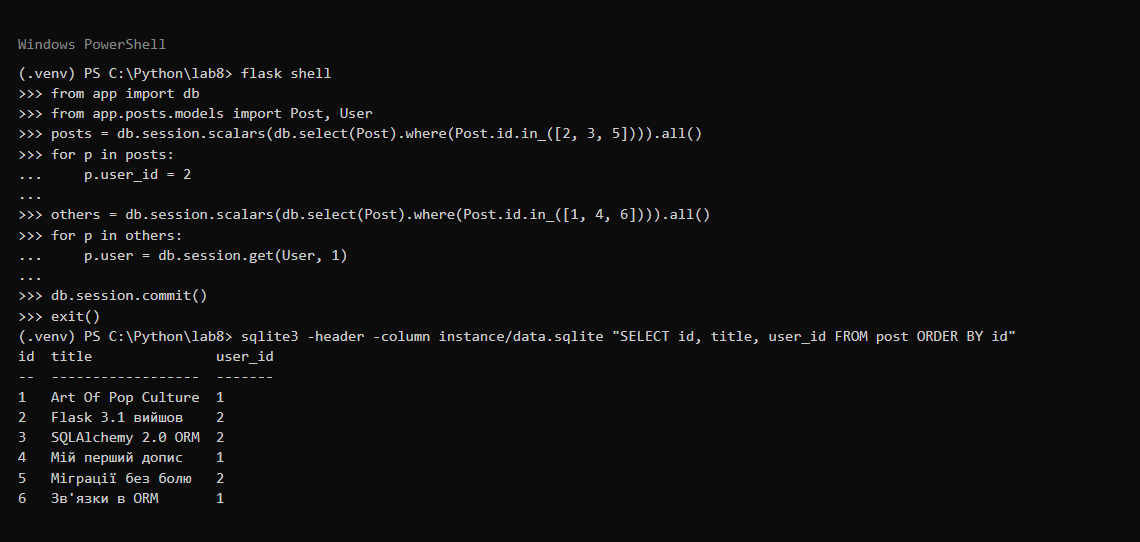 Windows PowerShell
(.venv) PS C:\Python\lab8> flask shell
>>> from app import db
>>> from app.posts.models import Post, User
>>> posts = db.session.scalars(db.select(Post).where(Post.id.in_([2, 3, 5]))).all()
>>> for p in posts:
...     p.user_id = 2
...
>>> others = db.session.scalars(db.select(Post).where(Post.id.in_([1, 4, 6]))).all()
>>> for p in others:
...     p.user = db.session.get(User, 1)
...
>>> db.session.commit()
>>> exit()
(.venv) PS C:\Python\lab8> sqlite3 -header -column instance/data.sqlite "SELECT id, title, user_id FROM post ORDER BY id"
id  title               user_id
--  ------------------  -------
1   Art Of Pop Culture  1
2   Flask 3.1 вийшов    2
3   SQLAlchemy 2.0 ORM  2
4   Мій перший допис    1
5   Міграції без болю   2
6   Зв'язки в ORM       1